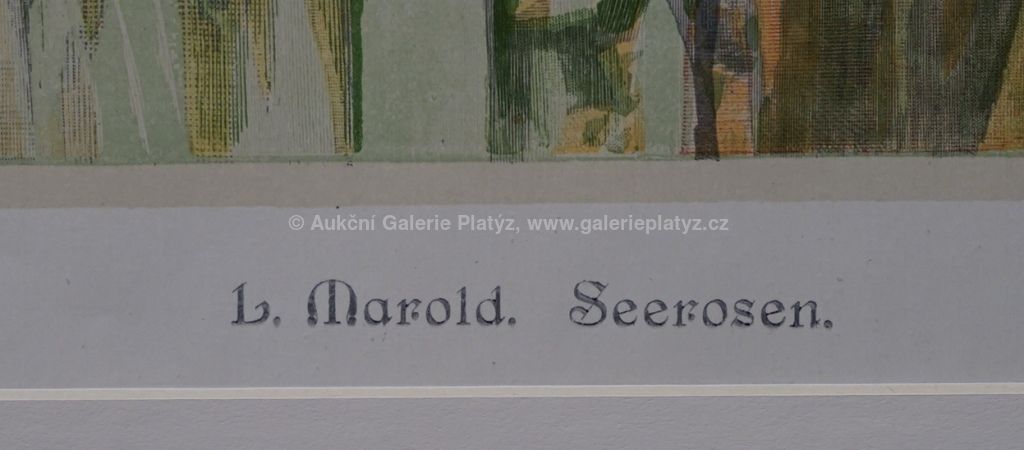 © Aukční Galerie Platýz, www.galerieplatyz.cz
L. Marold. Seerosen.